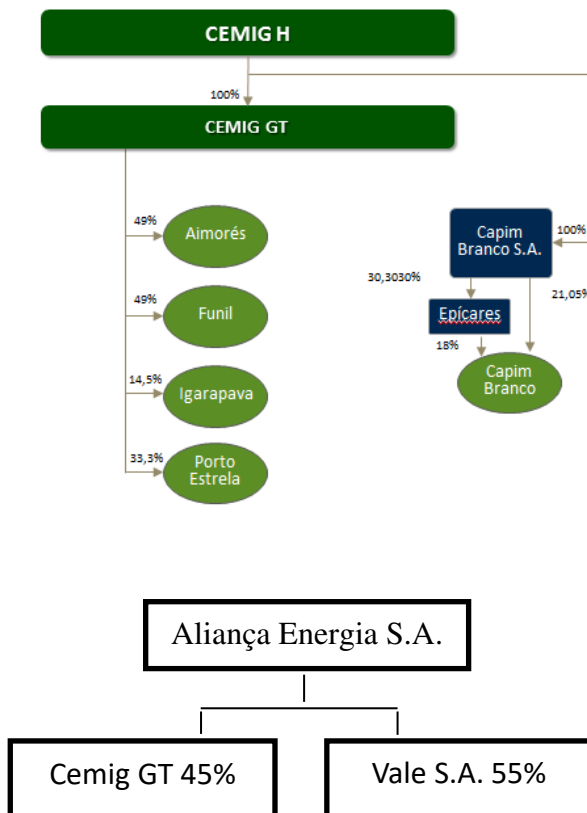 CEMIG H
100%
CEMIG GT
49%
Aimorés
Capim
Branco S.A.
100%
30,3030%
21,05%
49%
Funil
Epícares
18%
Capim
Branco
14,5%
Igarapava
33,3%
Porto
Estrela
Aliança Energia S.A.
Cemig GT 45%
Vale S.A. 55%